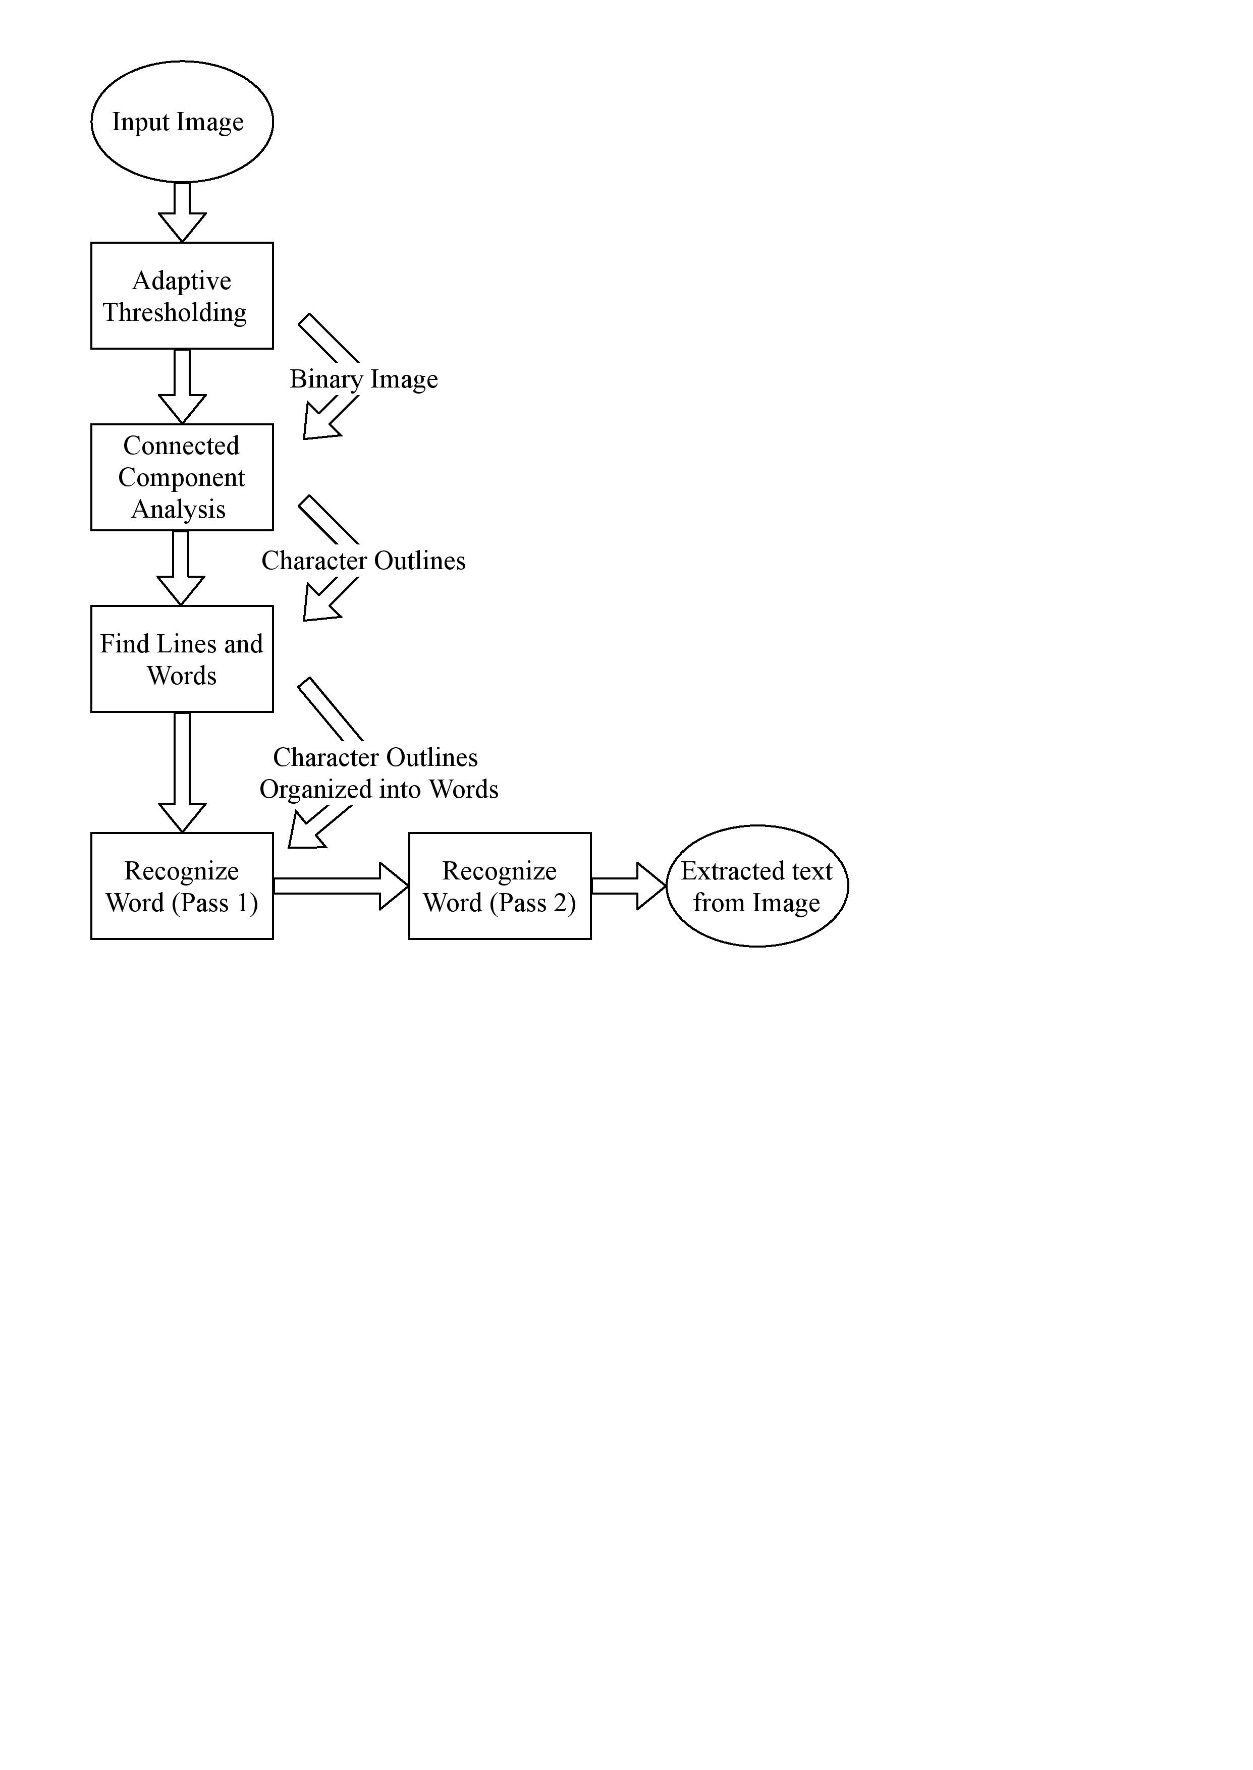 Input Image
Adaptive
Thresholding
Binary Image
Connected
Component
Analysis
Character Outlines
Find Lines and
Words
Character Outlines
Organized into Words
Recognize
Word (Pass 1)
Recognize
Word (Pass 2)
Extracted text
from Image